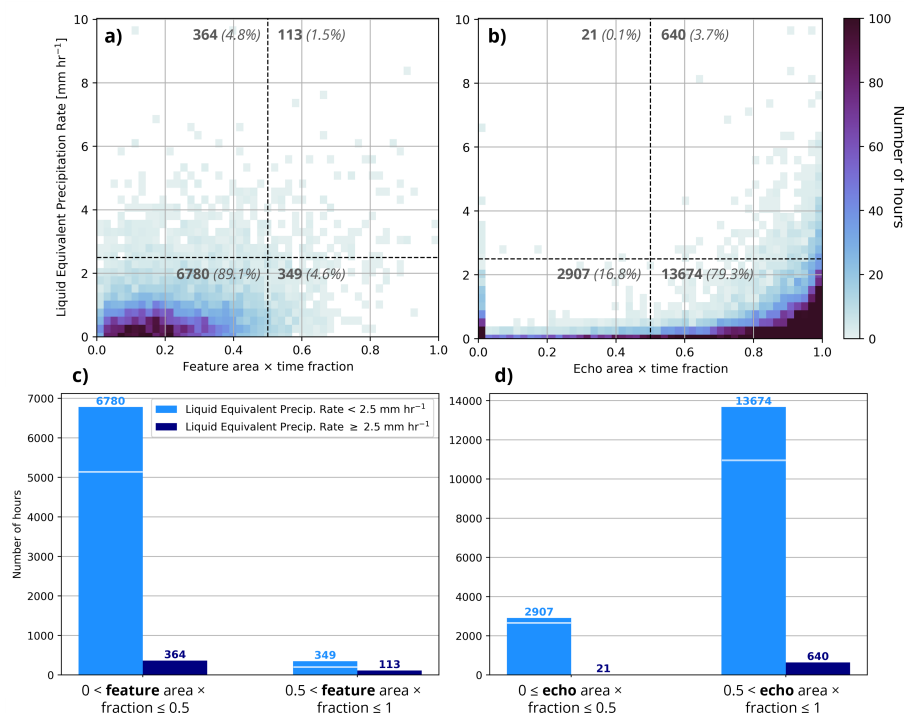 a)
364 (4.8%) 113 (1.5%)
6780 (89.1%) 349 (4.6%)
Liquid Equivalent Precipitation Rate [mm hr⁻¹]
10
8
6
4
2
0
0.0 0.2 0.4 0.6 0.8 1.0
Feature area × time fraction
b)
21 (0.1%) 640 (3.7%)
2907 (16.8%) 13674 (79.3%)
10
8
6
4
2
0
0.0 0.2 0.4 0.6 0.8 1.0
Echo area × time fraction
100
80
60
40
20
0
Number of hours
c)
Liquid Equivalent Precip. Rate < 2.5 mm hr⁻¹
Liquid Equivalent Precip. Rate ≥ 2.5 mm hr⁻¹
Number of hours
7000
6000
5000
4000
3000
2000
1000
0
6780
364
349
113
0 < feature area ×
fraction ≤ 0.5
0.5 < feature area ×
fraction ≤ 1
d)
14000
12000
10000
8000
6000
4000
2000
0
2907
21
13674
640
0 ≤ echo area ×
fraction ≤ 0.5
0.5 < echo area ×
fraction ≤ 1